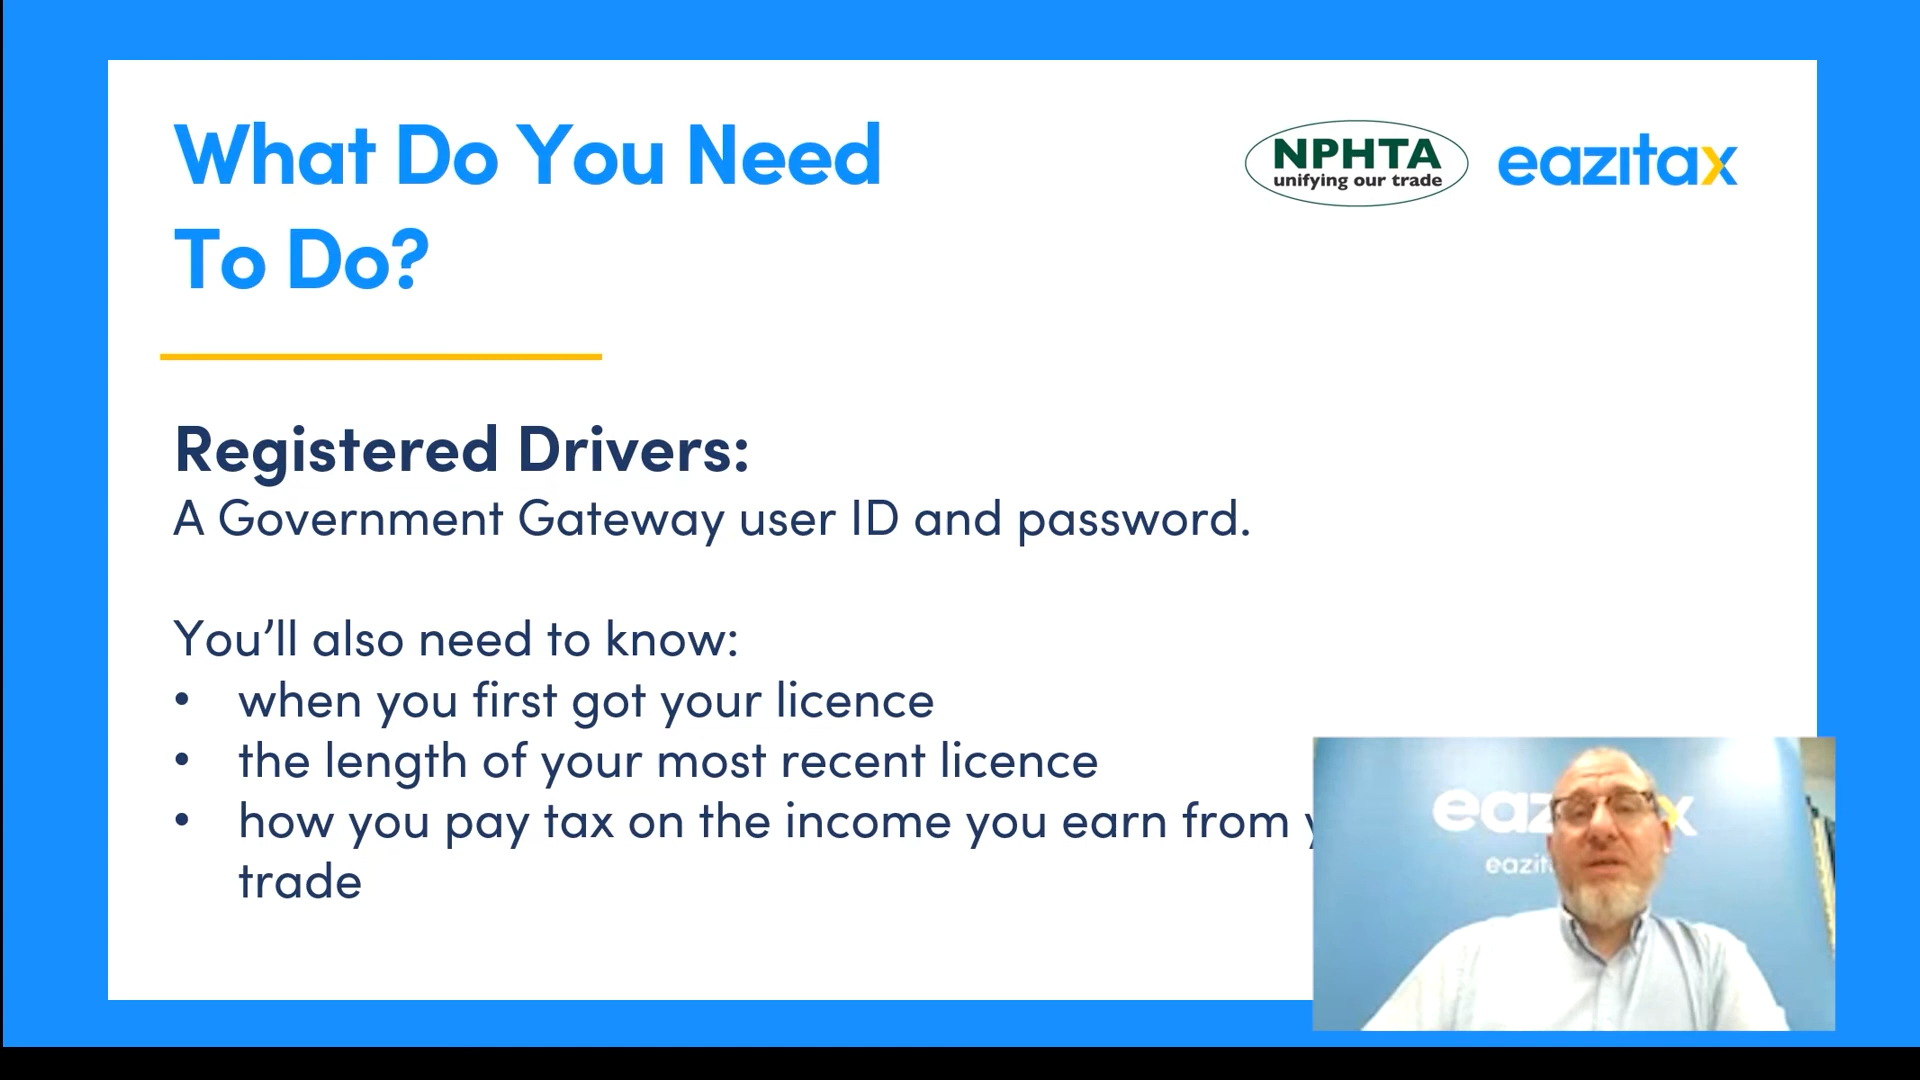 What Do You Need
To Do?
NPHTA
unifying our trade
eazitax
Registered Drivers:
A Government Gateway user ID and password.
You’ll also need to know:
• when you first got your licence
• the length of your most recent licence
• how you pay tax on the income you earn from
trade